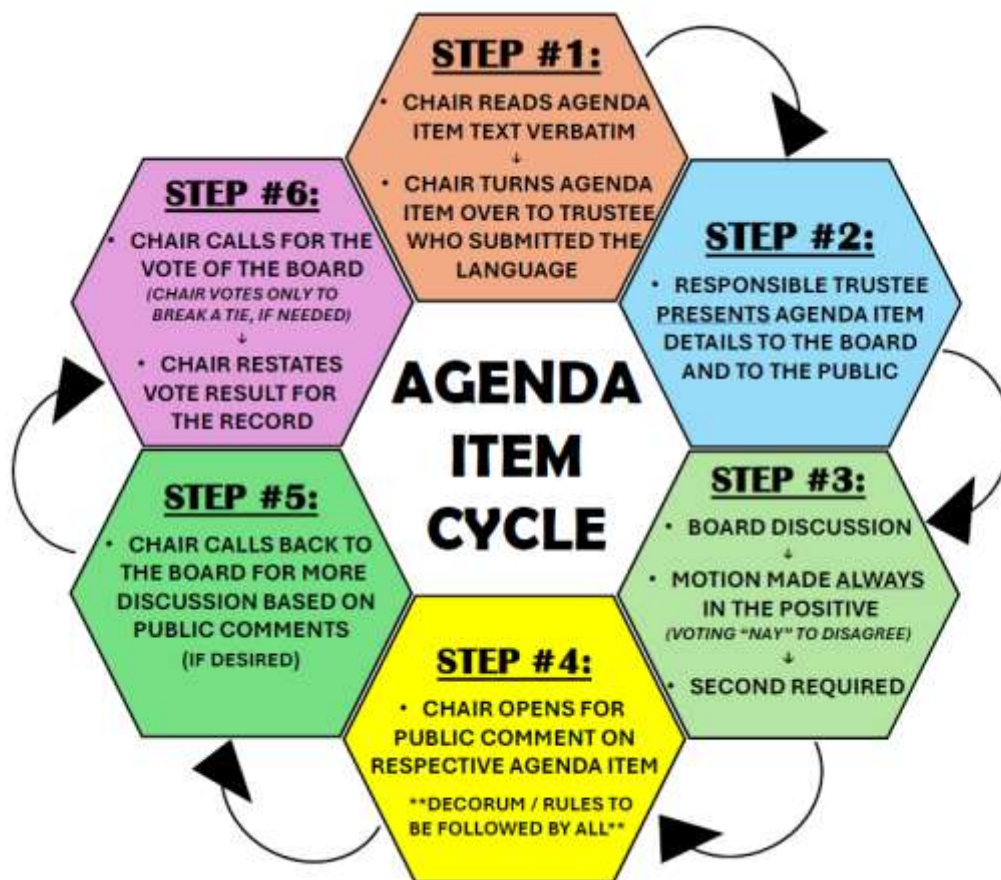 STEP #1:
• CHAIR READS AGENDA
ITEM TEXT VERBATIM
↓
• CHAIR TURNS AGENDA
ITEM OVER TO TRUSTEE
WHO SUBMITTED THE
LANGUAGE
STEP #2:
• RESPONSIBLE TRUSTEE
PRESENTS AGENDA ITEM
DETAILS TO THE BOARD
AND TO THE PUBLIC
STEP #3:
• BOARD DISCUSSION
↓
• MOTION MADE ALWAYS
IN THE POSITIVE
(VOTING “NAY” TO DISAGREE)
↓
• SECOND REQUIRED
STEP #4:
• CHAIR OPENS FOR
PUBLIC COMMENT ON
RESPECTIVE AGENDA ITEM
**DECORUM / RULES TO
BE FOLLOWED BY ALL**
STEP #5:
• CHAIR CALLS BACK TO
THE BOARD FOR MORE
DISCUSSION BASED ON
PUBLIC COMMENTS
(IF DESIRED)
STEP #6:
• CHAIR CALLS FOR THE
VOTE OF THE BOARD
(CHAIR VOTES ONLY TO
BREAK A TIE, IF NEEDED)
↓
• CHAIR RESTATES
VOTE RESULT FOR
THE RECORD
AGENDA
ITEM
CYCLE